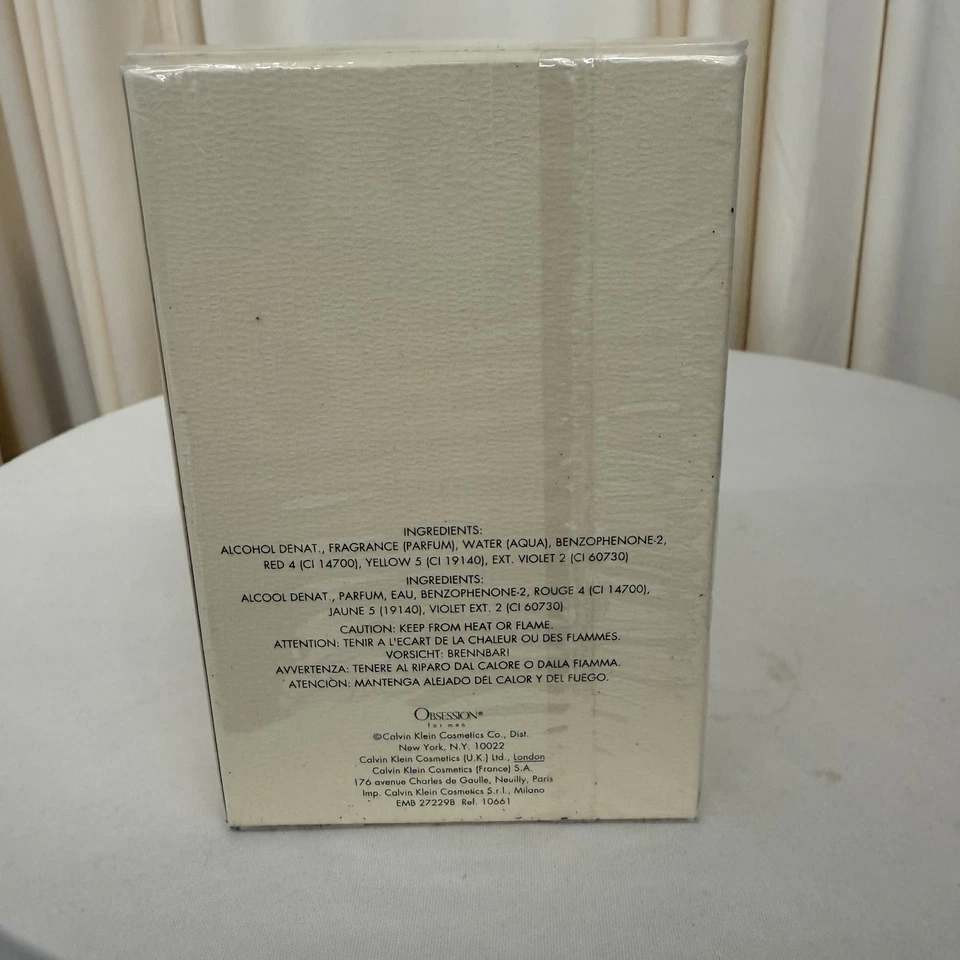 INGREDIENTS:
ALCOHOL DENAT., FRAGRANCE (PARFUM), WATER (AQUA), BENZOPHENONE-2,
RED 4 (CI 14700), YELLOW 5 (CI 19140), EXT. VIOLET 2 (CI 60730)
INGREDIENTS:
ALCOOL DENAT., PARFUM, EAU, BENZOPHENONE-2, ROUGE 4 (CI 14700),
JAUNE 5 (19140), VIOLET EXT. 2 (CI 60730)
CAUTION: KEEP FROM HEAT OR FLAME.
ATTENTION: TENIR A L'ECART DE LA CHALEUR OU DES FLAMMES.
VORSICHT: BRENNBAR!
AVVERTENZA: TENERE AL RIPARO DAL CALORE O DALLA FIAMMA.
ATENCIÓN: MANTENGA ALEJADO DEL CALOR Y DEL FUEGO.
OBSESSION®
for men
©Calvin Klein Cosmetics Co., Dist.
New York, N.Y. 10022
Calvin Klein Cosmetics (U.K.) Ltd., London
Calvin Klein Cosmetics (France) S.A.
176 avenue Charles de Gaulle, Neuilly, Paris
Imp. Calvin Klein Cosmetics S.r.l., Milano
EMB 27229B Ref. 10661